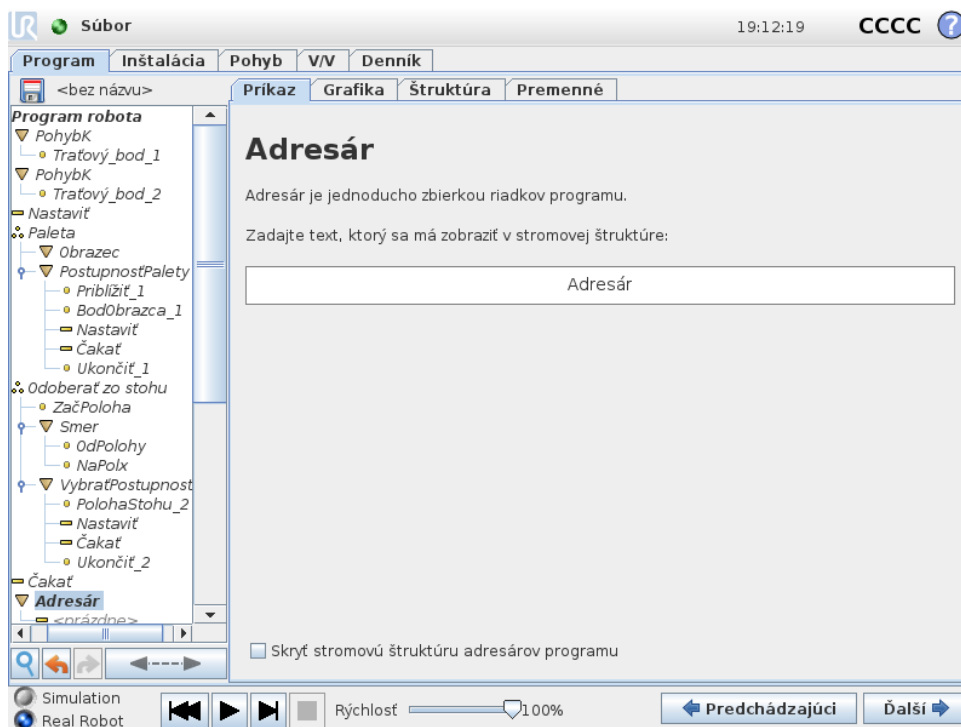 UR Súbor 19:12:19 CCCC ?
Program Inštalácia Pohyb V/V Denník
<bez názvu> Príkaz Grafika Štruktúra Premenné
Program robota
PohybK
Traťový_bod_1
PohybK
Traťový_bod_2
Nastaviť
Paleta
Obrazec
PostupnosťPalety
Priblížiť_1
BodObrazca_1
Nastaviť
Čakať
Ukončiť_1
Odoberať zo stohu
ZačPoloha
Smer
OdPolohy
NaPolx
VybraťPostupnost
PolohaStohu_2
Nastaviť
Čakať
Ukončiť_2
Čakať
Adresár
<prázdne>
Adresár
Adresár je jednoducho zbierkou riadkov programu.
Zadajte text, ktorý sa má zobraziť v stromovej štruktúre:
Adresár
Skryť stromovú štruktúru adresárov programu
Simulation
Real Robot
Rýchlosť 100%
Predchádzajúci Ďalší